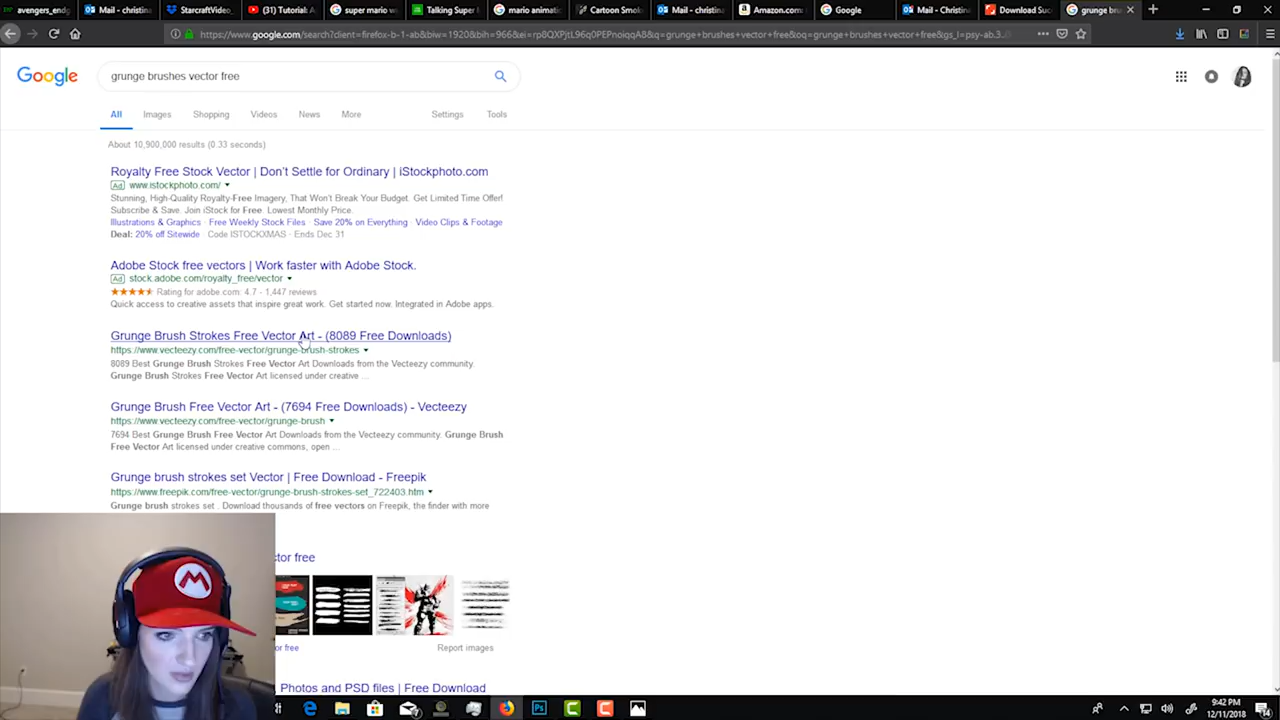 avengers_endg
Mail - christina
StarcraftVideo_
(31) Tutorial: A
super mario w
Talking Super
mario animatic
Cartoon Smok
Mail - christina
Amazon.com:
Google
Mail - Christina
Download Suc
grunge bru
https://www.google.com/search?client=firefox-b-1-ab&biw=1920&bih=966&ei=
&q=grunge+brushes+vector+free&oq=grunge+brushes+vector+free&gs_l=psy-ab.3...
Google
grunge brushes vector free
All Images Shopping Videos News More Settings Tools
About 10,900,000 results (0.33 seconds)
Royalty Free Stock Vector | Don't Settle for Ordinary | iStockphoto.com
Ad www.istockphoto.com/
Stunning, High-Quality Royalty-Free Imagery, That Won't Break Your Budget. Get Limited Time Offer!
Subscribe & Save. Join iStock for Free. Lowest Monthly Price.
Illustrations & Graphics · Free Weekly Stock Files · Save 20% on Everything · Video Clips & Footage
Deal: 20% off Sitewide · Code ISTOCKXMAS · Ends Dec 31
Adobe Stock free vectors | Work faster with Adobe Stock.
Ad stock.adobe.com/royalty_free/vector
Rating for adobe.com: 4.7 - 1,447 reviews
Quick access to creative assets that inspire great work. Get started now. Integrated in Adobe apps.
Grunge Brush Strokes Free Vector Art - (8089 Free Downloads)
https://www.vecteezy.com/free-vector/grunge-brush-strokes
8089 Best Grunge Brush Strokes Free Vector Art Downloads from the Vecteezy community.
Grunge Brush Strokes Free Vector Art licensed under creative ...
Grunge Brush Free Vector Art - (7694 Free Downloads) - Vecteezy
https://www.vecteezy.com/free-vector/grunge-brush
7694 Best Grunge Brush Free Vector Art Downloads from the Vecteezy community. Grunge Brush
Free Vector Art licensed under creative commons, open ...
Grunge brush strokes set Vector | Free Download - Freepik
https://www.freepik.com/free-vector/grunge-brush-strokes-set_722403.htm
Grunge brush strokes set . Download thousands of free vectors on Freepik, the finder with more
ctor free
or free
Report images
Photos and PSD files | Free Download
M
Ps
9:42 PM
12/11/2018